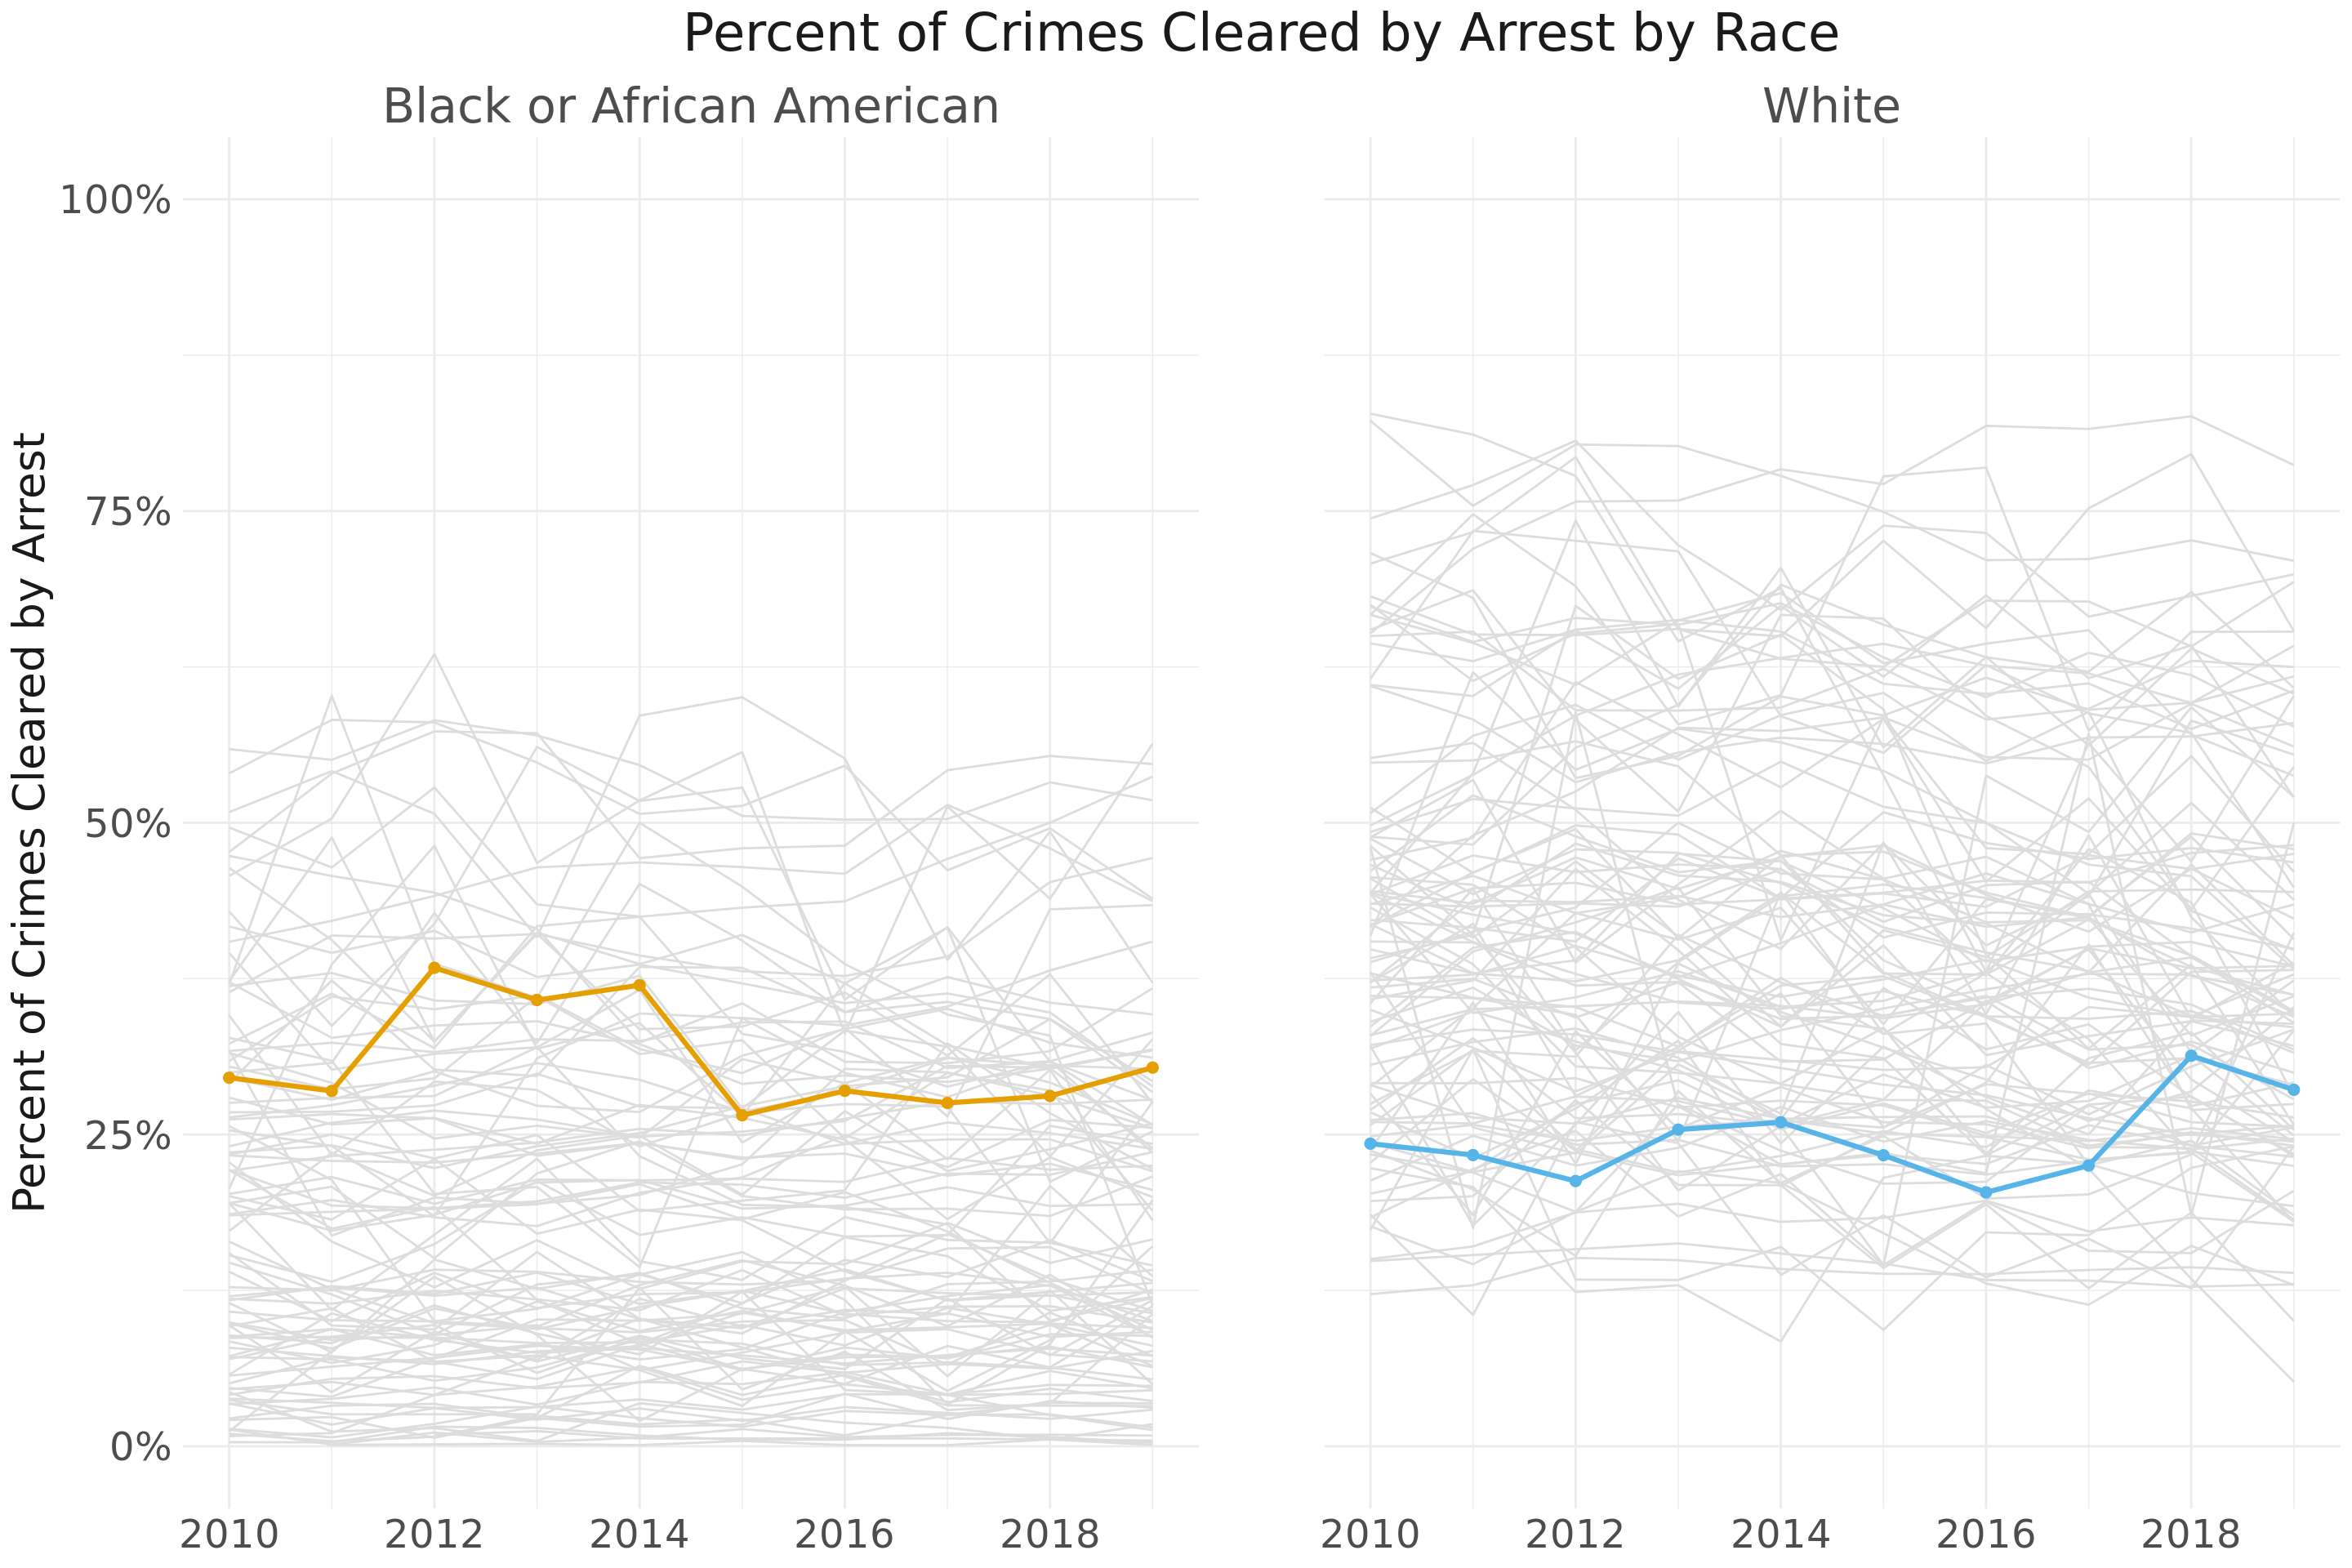 Percent of Crimes Cleared by Arrest by Race
Black or African American
White
Percent of Crimes Cleared by Arrest
100%
75%
50%
25%
0%
2010 2012 2014 2016 2018
2010 2012 2014 2016 2018